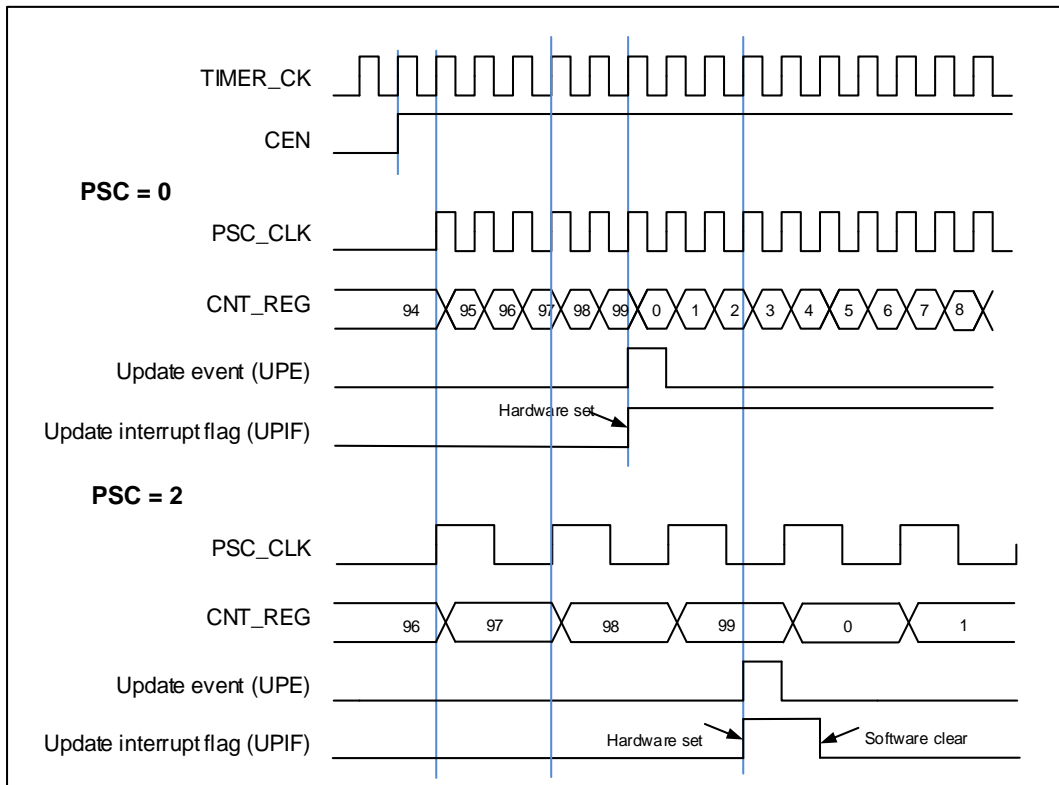 TIMER_CK
CEN
PSC = 0
PSC_CLK
CNT_REG 94 95 96 97 98 99 0 1 2 3 4 5 6 7 8
Update event (UPE)
Hardware set
Update interrupt flag (UPIF)
PSC = 2
PSC_CLK
CNT_REG 96 97 98 99 0 1
Update event (UPE)
Update interrupt flag (UPIF) Hardware set Software clear